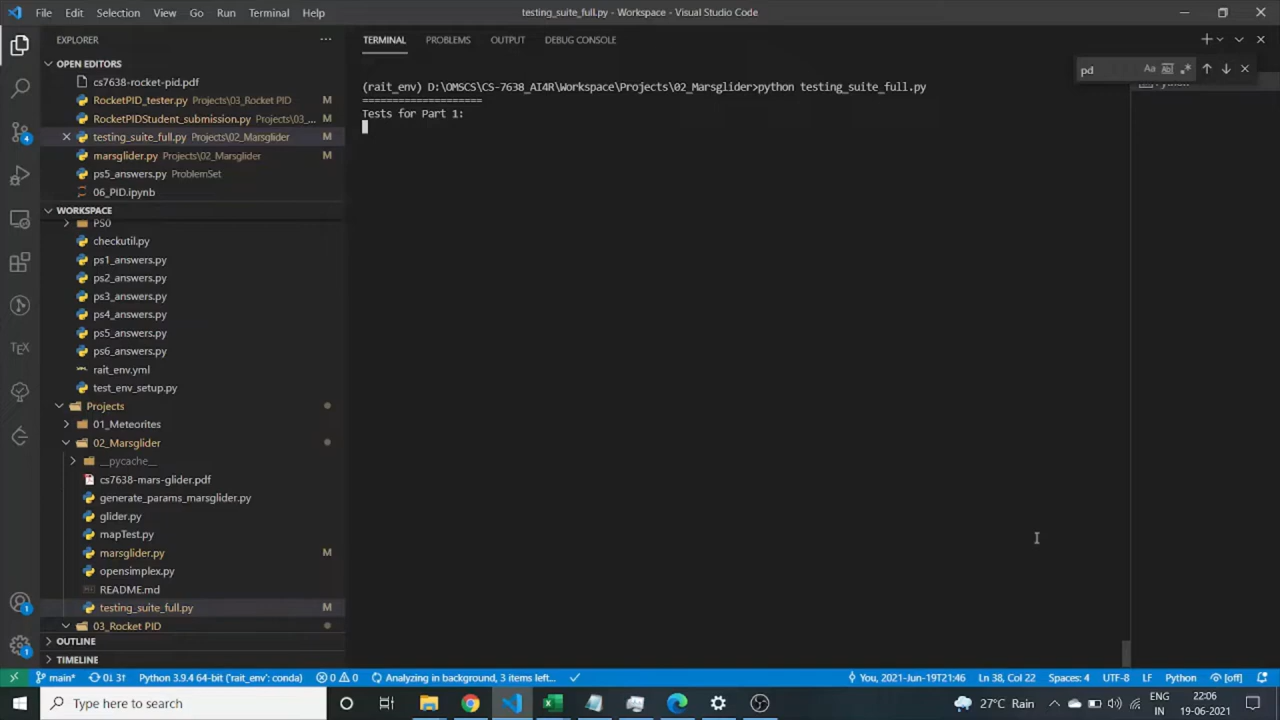 File Edit Selection View Go Run Terminal Help
testing_suite_full.py - Workspace - Visual Studio Code
EXPLORER
OPEN EDITORS
cs7638-rocket-pid.pdf
RocketPID_tester.py Projects\03_Rocket PID M
RocketPIDStudent_submission.py Projects\03_... M
testing_suite_full.py Projects\02_Marsglider M
marsglider.py Projects\02_Marsglider M
ps5_answers.py ProblemSet
06_PID.ipynb
WORKSPACE
PS0
checkutil.py
ps1_answers.py
ps2_answers.py
ps3_answers.py
ps4_answers.py
ps5_answers.py
ps6_answers.py
rait_env.yml
test_env_setup.py
Projects
01_Meteorites
02_Marsglider
__pycache__
cs7638-mars-glider.pdf
generate_params_marsglider.py
glider.py
mapTest.py
marsglider.py M
opensimplex.py
README.md
testing_suite_full.py M
03_Rocket PID
OUTLINE
TIMELINE
4
TEX
1
1
TERMINAL PROBLEMS OUTPUT DEBUG CONSOLE
pd
Aa
(rait_env) D:\OMSCS\CS-7638_AI4R\Workspace\Projects\02_Marsglider>python testing_suite_full.py
====================
Tests for Part 1:
main* 0↓ 3↑ Python 3.9.4 64-bit ('rait_env': conda) 0 0 Analyzing in background, 3 items left... You, 2021-Jun-19T21:46 Ln 38, Col 22 Spaces: 4 UTF-8 LF Python [off]
Type here to search
27°C Rain
ENG
IN
22:06
19-06-2021